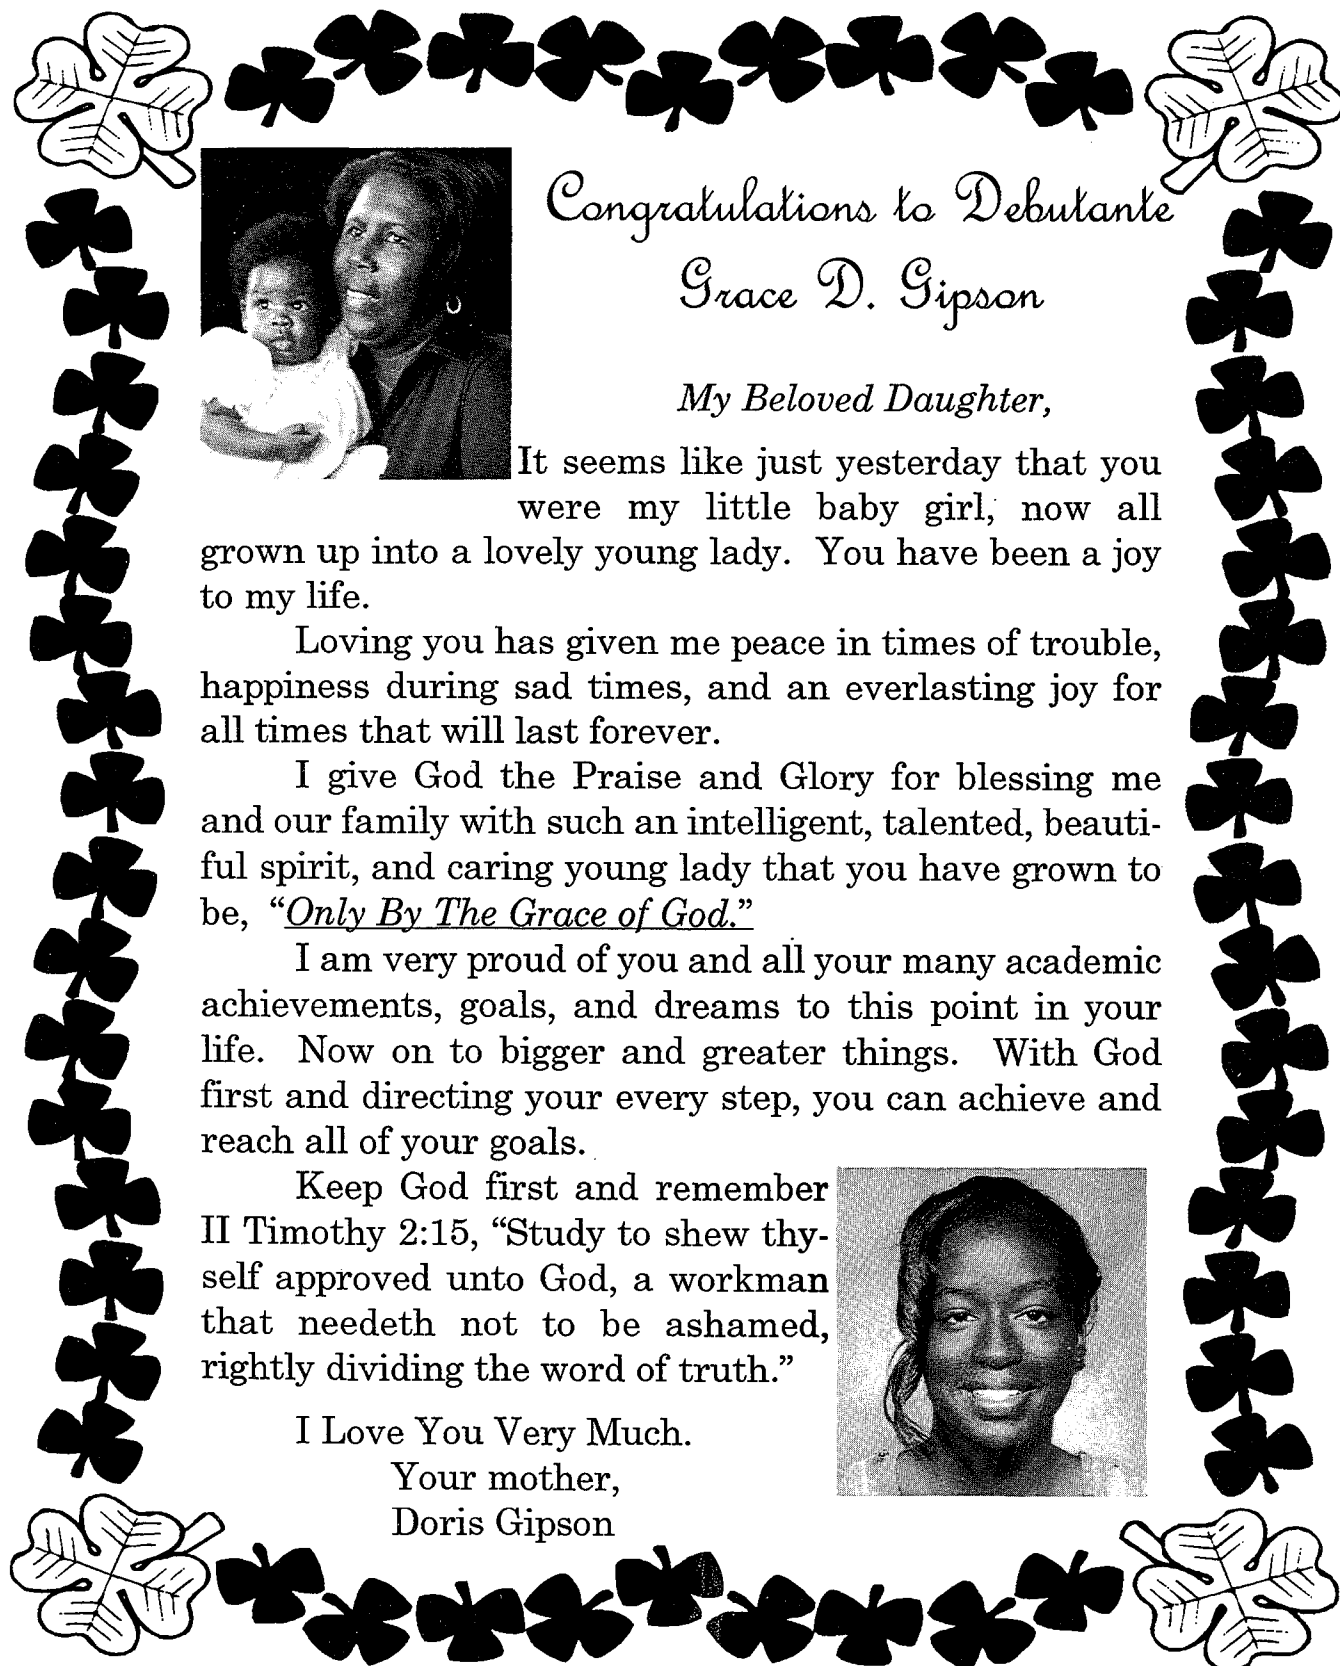 Congratulations to Debutante
Grace D. Gipson
My Beloved Daughter,
It seems like just yesterday that you
were my little baby girl, now all
grown up into a lovely young lady. You have been a joy
to my life.
Loving you has given me peace in times of trouble,
happiness during sad times, and an everlasting joy for
all times that will last forever.
I give God the Praise and Glory for blessing me
and our family with such an intelligent, talented, beauti-
ful spirit, and caring young lady that you have grown to
be, “Only By The Grace of God.”
I am very proud of you and all your many academic
achievements, goals, and dreams to this point in your
life. Now on to bigger and greater things. With God
first and directing your every step, you can achieve and
reach all of your goals.
Keep God first and remember
II Timothy 2:15, “Study to shew thy-
self approved unto God, a workman
that needeth not to be ashamed,
rightly dividing the word of truth.”
I Love You Very Much.
Your mother,
Doris Gipson